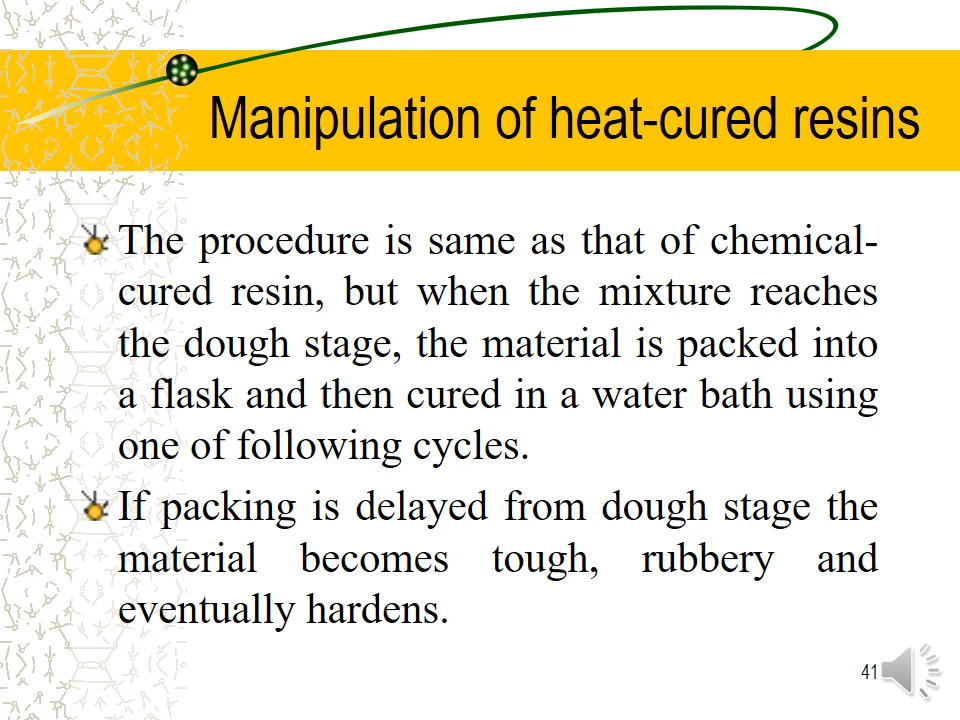 Manipulation of heat-cured resins
The procedure is same as that of chemical-
cured resin, but when the mixture reaches
the dough stage, the material is packed into
a flask and then cured in a water bath using
one of following cycles.
If packing is delayed from dough stage the
material becomes tough, rubbery and
eventually hardens.
41